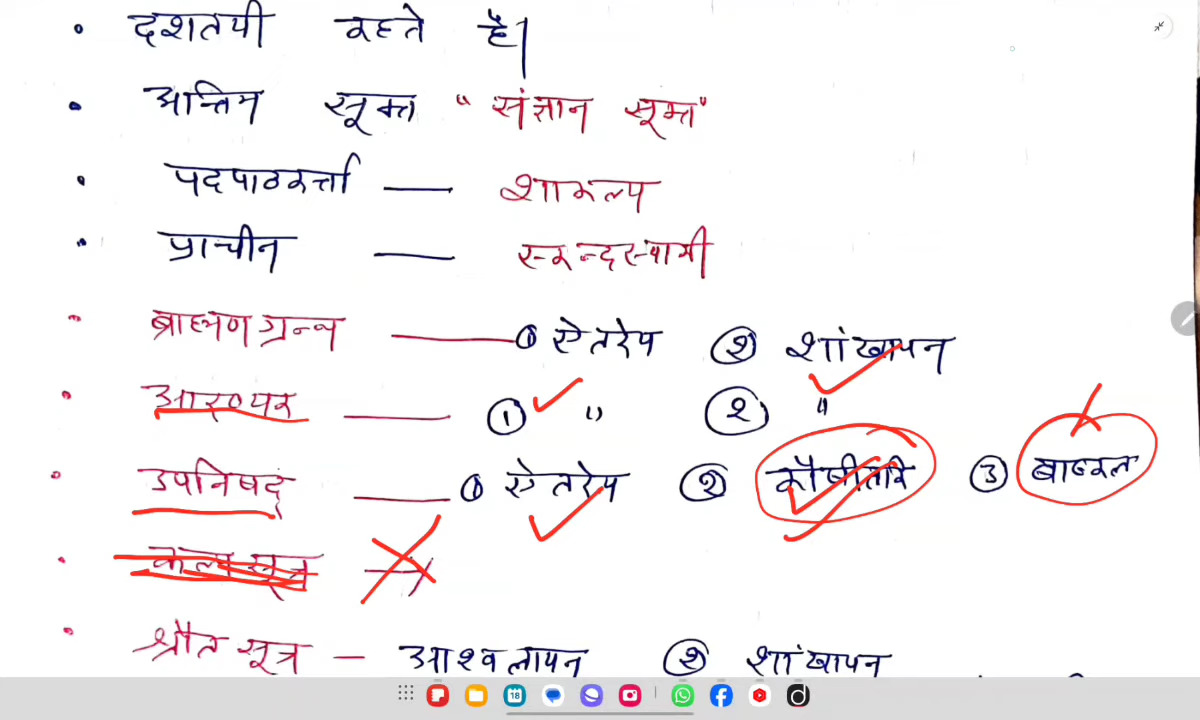 • दशतयी कहते है।
• अन्तिम सूक्त "संज्ञान सूक्त"
• पदपाठकर्त्ता — शाकल्य
• प्राचीन — स्कन्दस्वामी
• ब्राह्मण ग्रन्थ — ① ऐतरेय ② शांखायन
• आरण्यक — ① " ② "
• उपनिषद् — ① ऐतरेय ② कौषीतकि ③ बाष्कल
• कल्प सूत्र →
• श्रौत सूत्र — आश्वलायन ② शांखायन
18